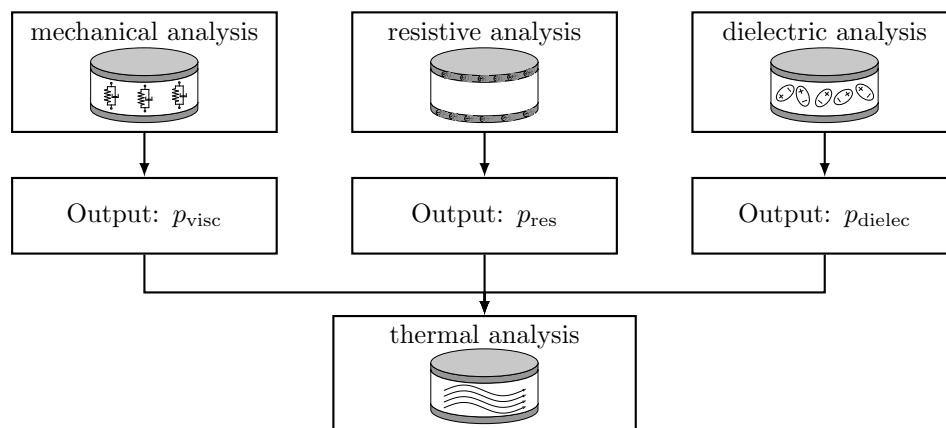 mechanical analysis
resistive analysis
dielectric analysis
Output: p_visc
Output: p_res
Output: p_dielec
thermal analysis